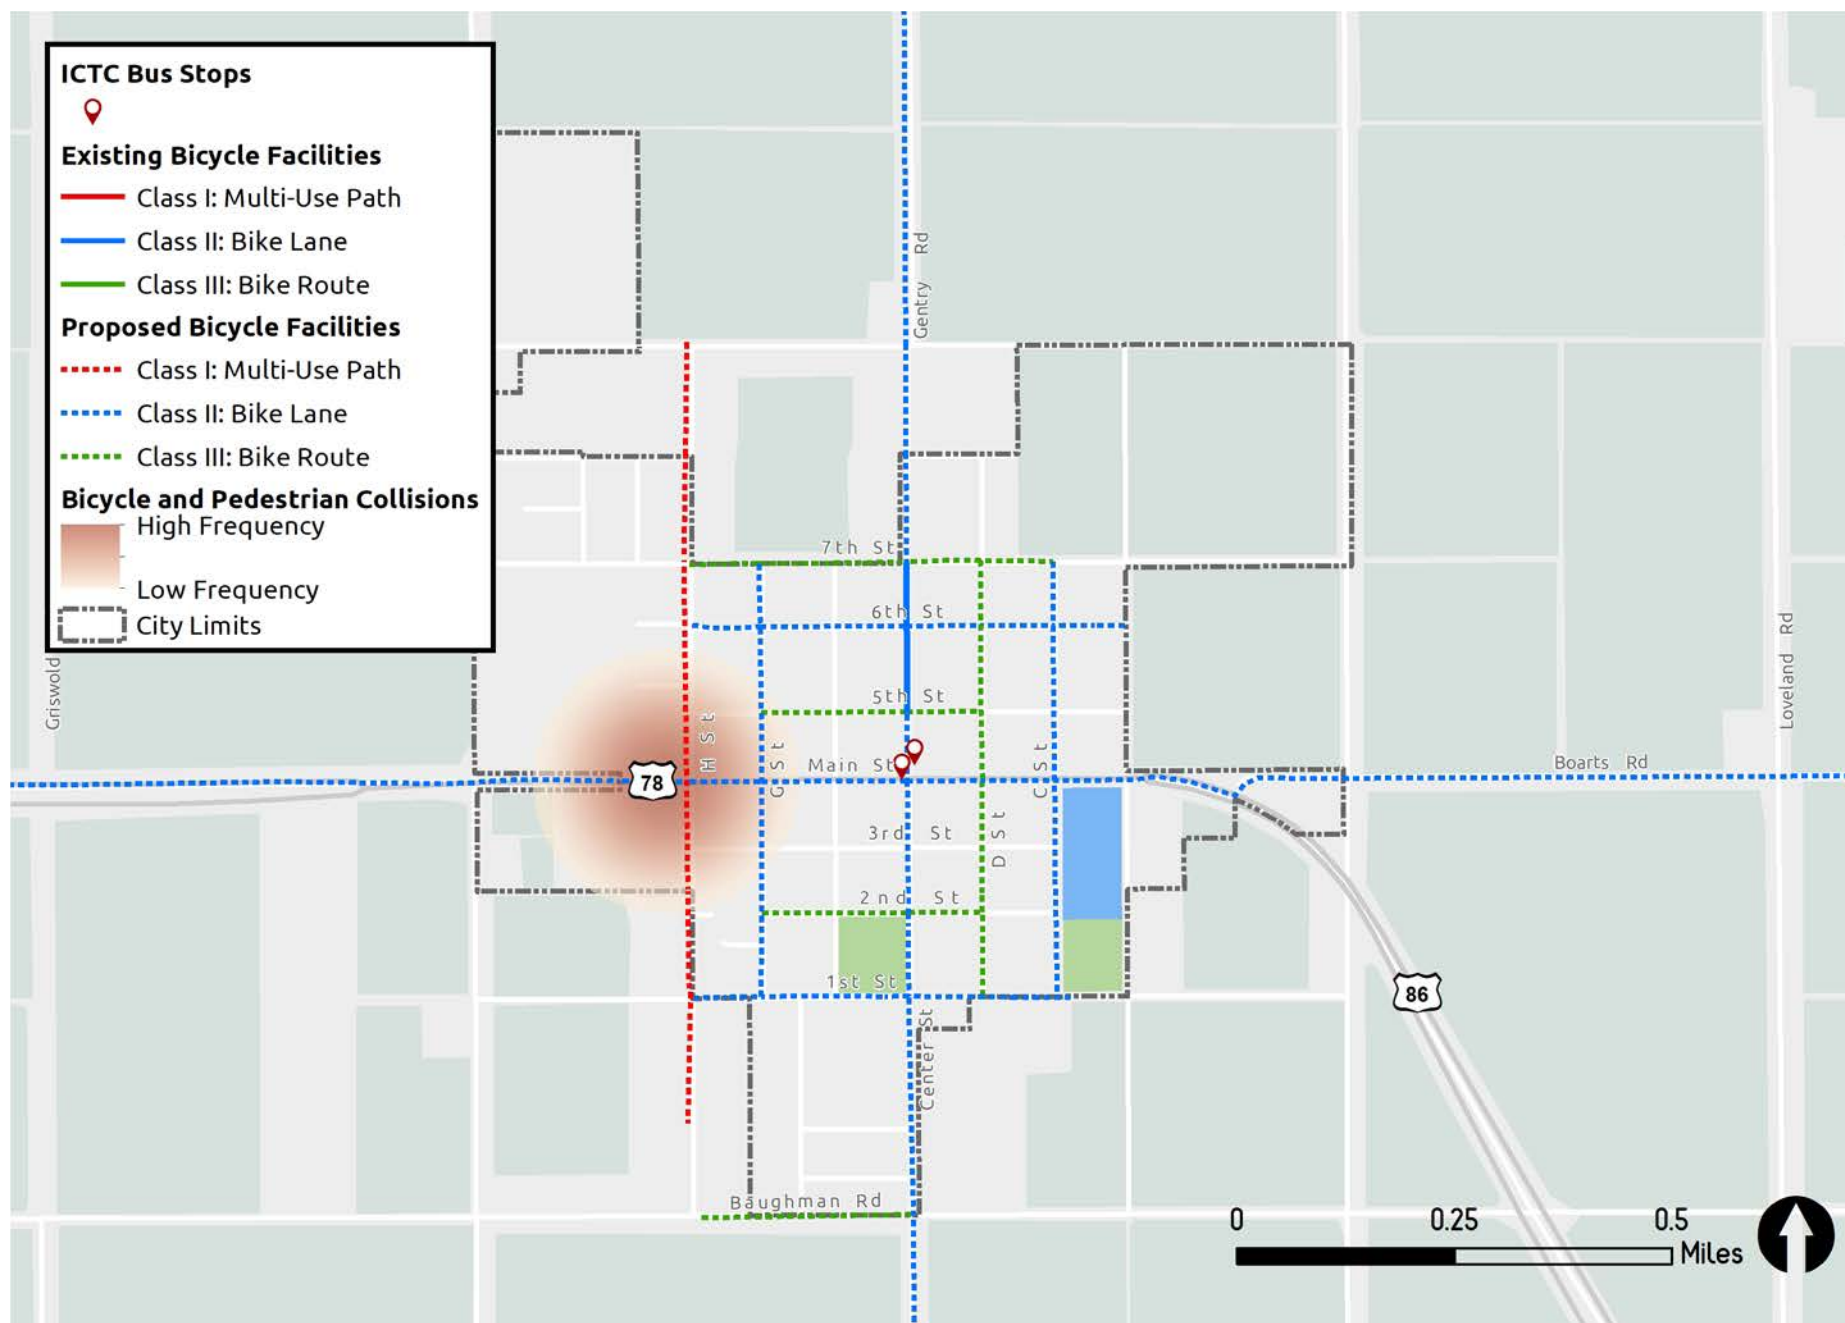 ICTC Bus Stops
Existing Bicycle Facilities
Class I: Multi-Use Path
Class II: Bike Lane
Class III: Bike Route
Proposed Bicycle Facilities
Class I: Multi-Use Path
Class II: Bike Lane
Class III: Bike Route
Bicycle and Pedestrian Collisions
High Frequency
Low Frequency
City Limits
Gentry Rd
7th St
6th St
5th St
Griswold
Loveland Rd
H St
G St
Main St
C St
Boarts Rd
78
3rd St
D St
2nd St
1st St
86
Center St
Baughman Rd
0 0.25 0.5
Miles